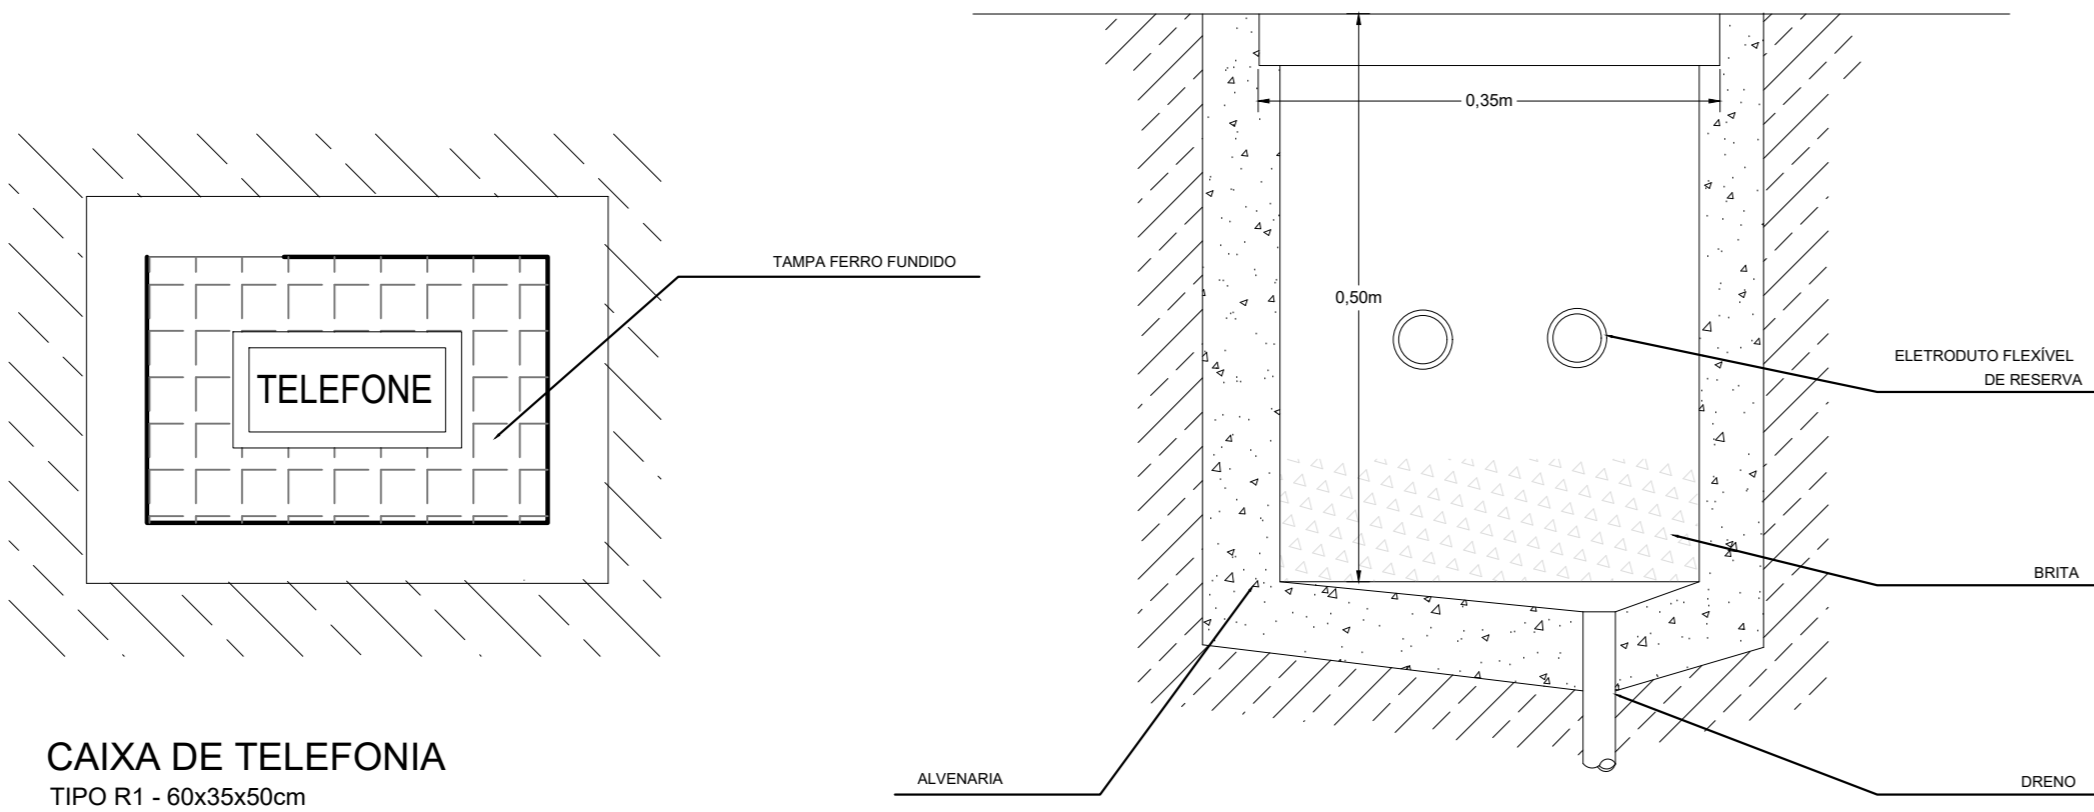 TELEFONE
TAMPA FERRO FUNDIDO
CAIXA DE TELEFONIA
TIPO R1 - 60x35x50cm
0,35m
0,50m
ELETRODUTO FLEXÍVEL
DE RESERVA
BRITA
ALVENARIA
DRENO